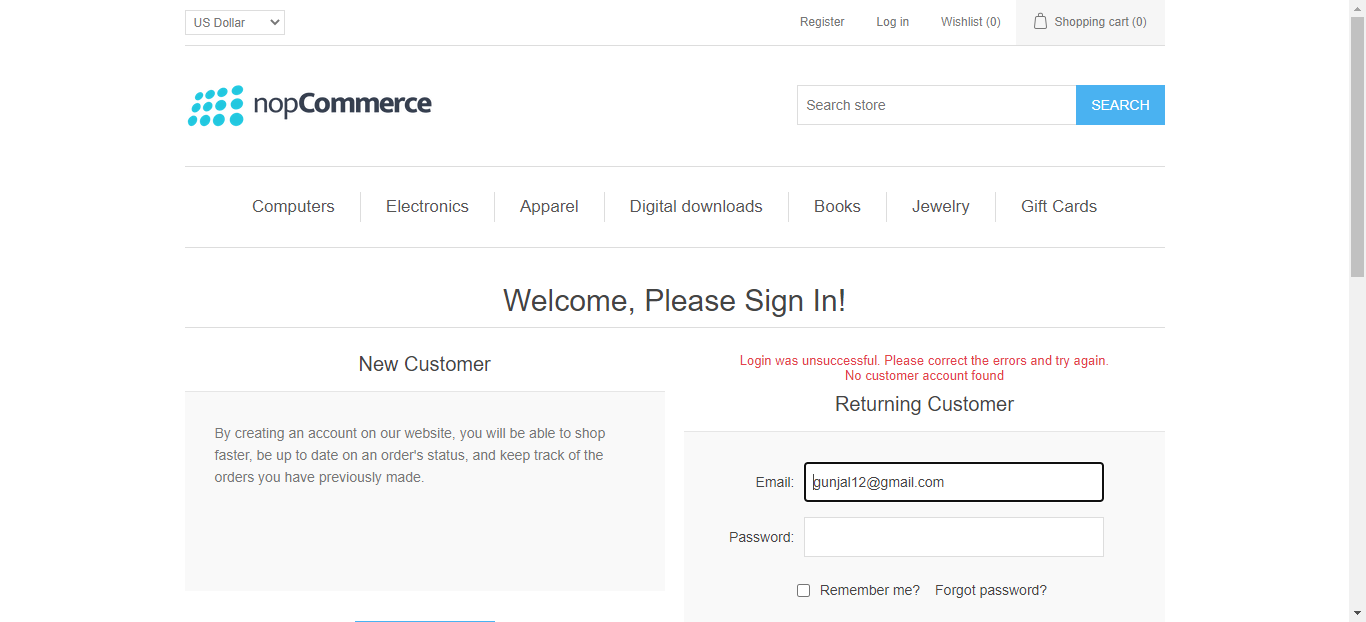 US Dollar
Register
Log in
Wishlist (0)
Shopping cart (0)
nopCommerce
Search store
SEARCH
Computers
Electronics
Apparel
Digital downloads
Books
Jewelry
Gift Cards
Welcome, Please Sign In!
New Customer
By creating an account on our website, you will be able to shop
faster, be up to date on an order's status, and keep track of the
orders you have previously made.
Login was unsuccessful. Please correct the errors and try again.
No customer account found
Returning Customer
Email:
gunjal12@gmail.com
Password:
Remember me?
Forgot password?